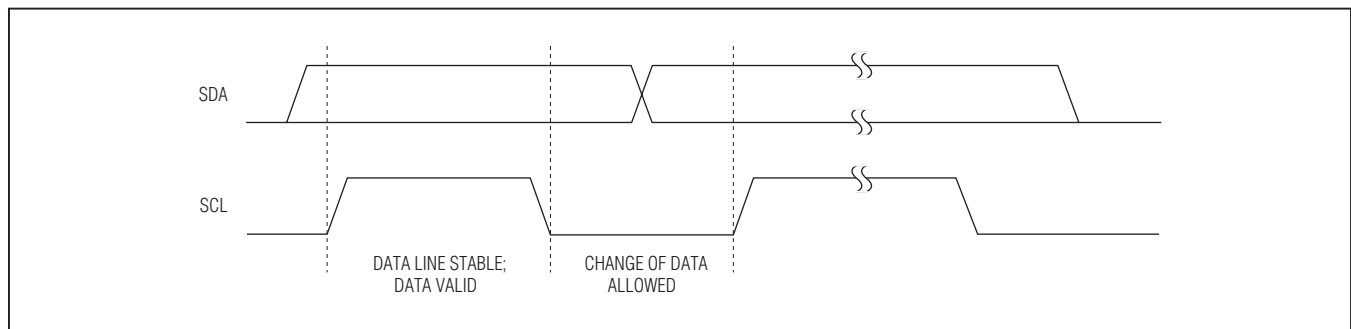 SDA
SCL
DATA LINE STABLE;
DATA VALID
CHANGE OF DATA
ALLOWED